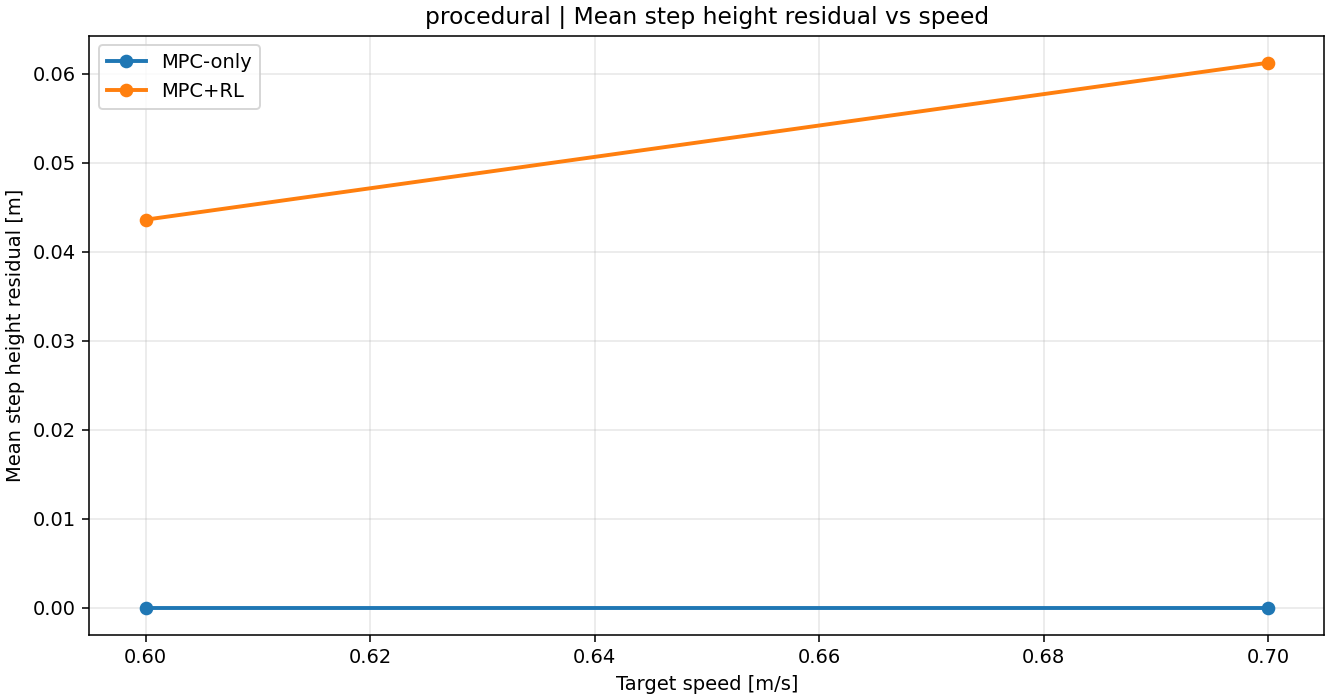 procedural | Mean step height residual vs speed
MPC-only
MPC+RL
0.06
0.05
0.04
0.03
0.02
0.01
0.00
Mean step height residual [m]
0.60 0.62 0.64 0.66 0.68 0.70
Target speed [m/s]